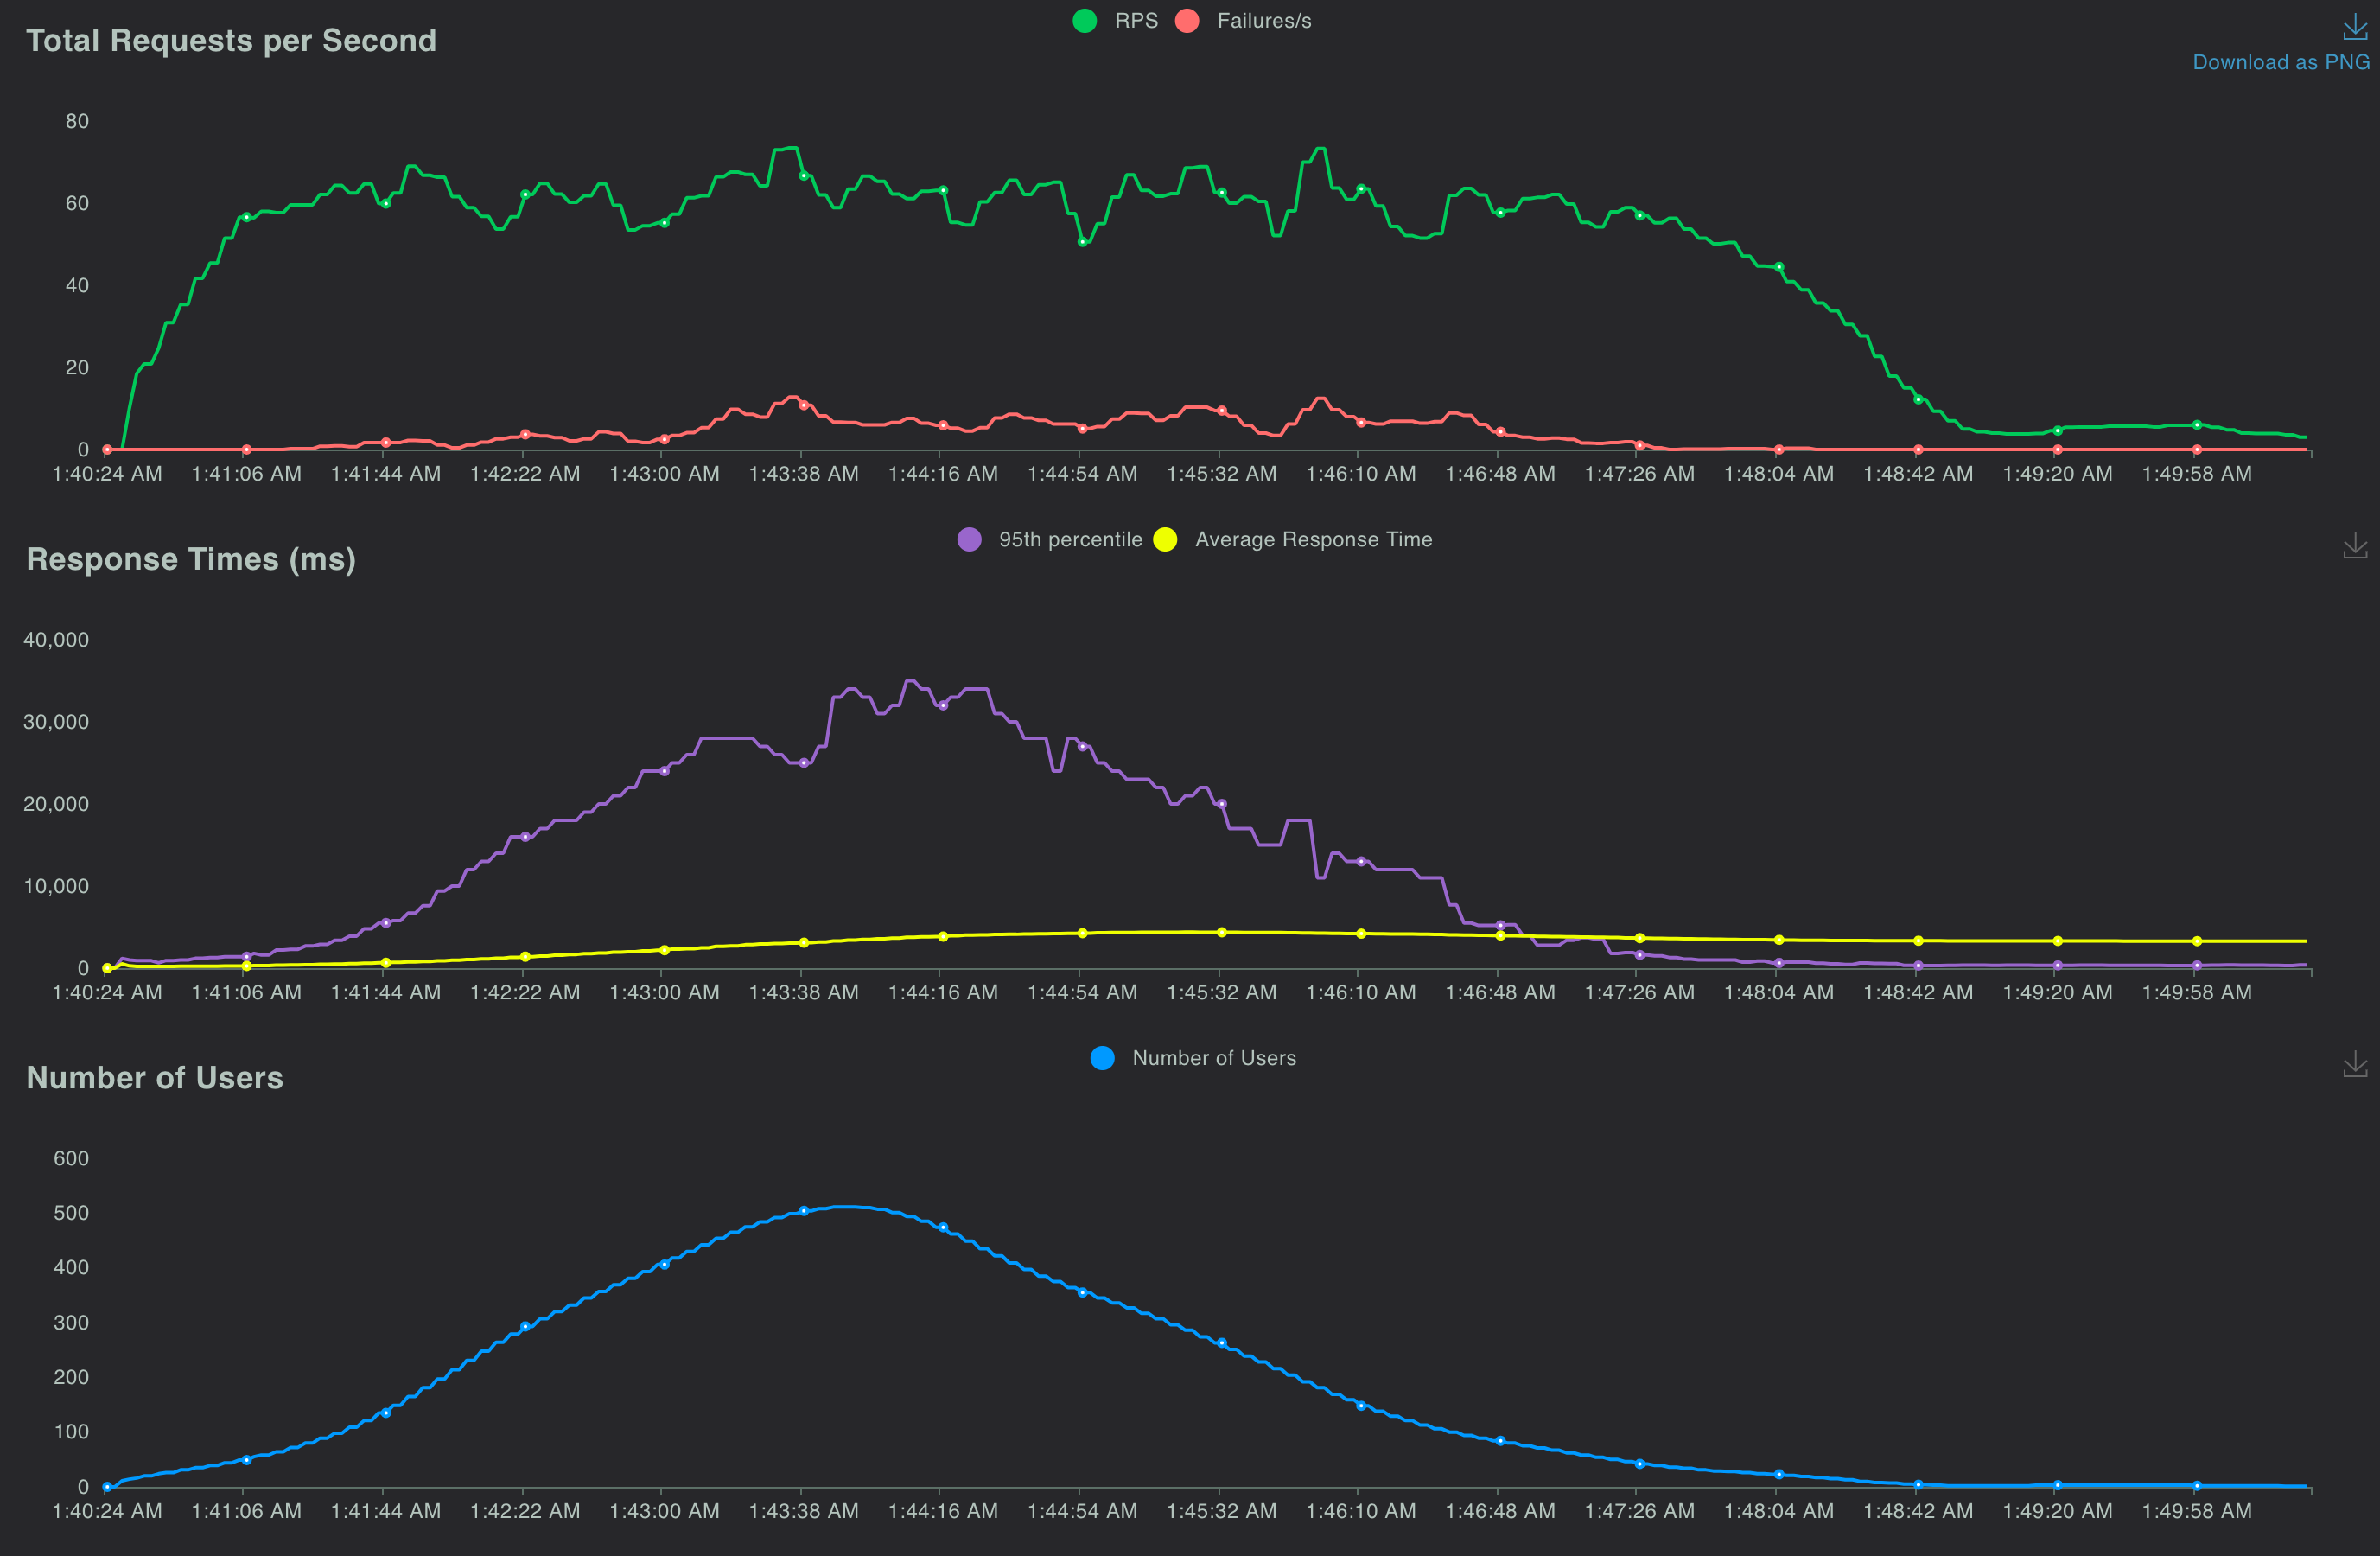 RPS Failures/s
Total Requests per Second
Download as PNG
80
60
40
20
0
1:40:24 AM 1:41:06 AM 1:41:44 AM 1:42:22 AM 1:43:00 AM 1:43:38 AM 1:44:16 AM 1:44:54 AM 1:45:32 AM 1:46:10 AM 1:46:48 AM 1:47:26 AM 1:48:04 AM 1:48:42 AM 1:49:20 AM 1:49:58 AM
95th percentile Average Response Time
Response Times (ms)
40,000
30,000
20,000
10,000
0
1:40:24 AM 1:41:06 AM 1:41:44 AM 1:42:22 AM 1:43:00 AM 1:43:38 AM 1:44:16 AM 1:44:54 AM 1:45:32 AM 1:46:10 AM 1:46:48 AM 1:47:26 AM 1:48:04 AM 1:48:42 AM 1:49:20 AM 1:49:58 AM
Number of Users
Number of Users
600
500
400
300
200
100
0
1:40:24 AM 1:41:06 AM 1:41:44 AM 1:42:22 AM 1:43:00 AM 1:43:38 AM 1:44:16 AM 1:44:54 AM 1:45:32 AM 1:46:10 AM 1:46:48 AM 1:47:26 AM 1:48:04 AM 1:48:42 AM 1:49:20 AM 1:49:58 AM